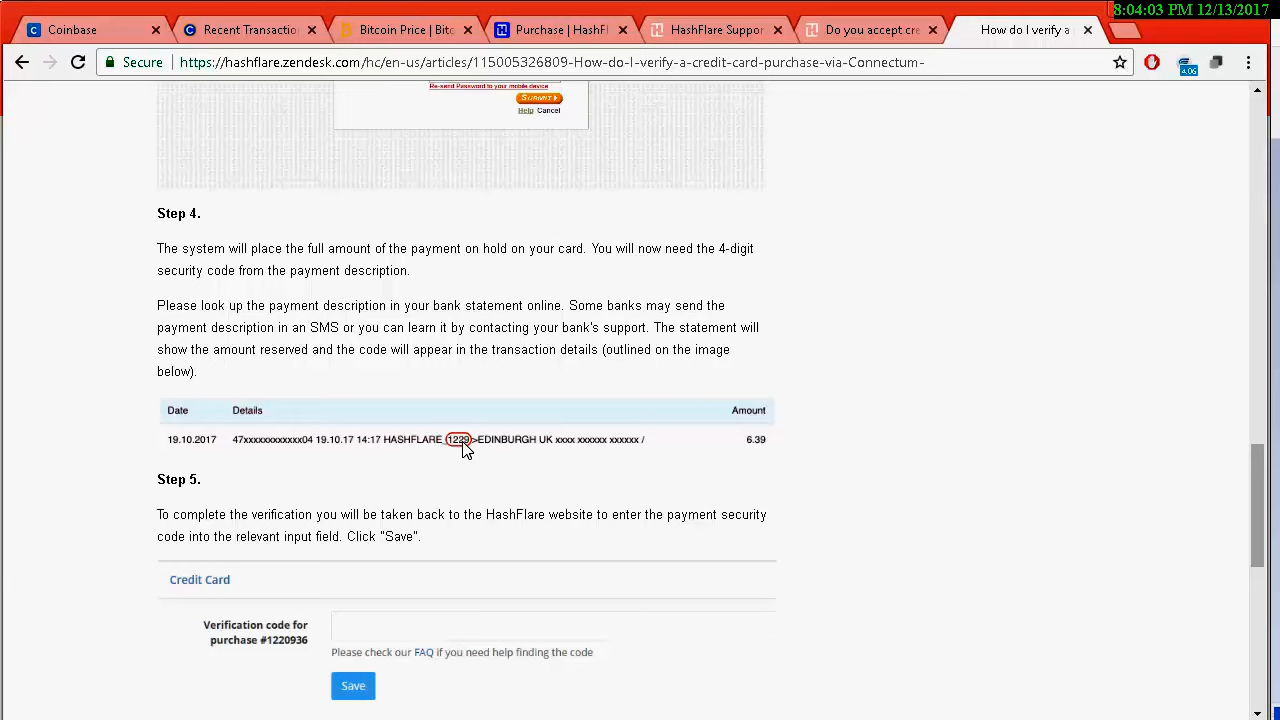 8:04:03 PM 12/13/2017
Coinbase
Recent Transactio
Bitcoin Price | Bitc
Purchase | HashFl
HashFlare Suppor
Do you accept cre
How do I verify a
Secure
https://hashflare.zendesk.com/hc/en-us/articles/115005326809-How-do-I-verify-a-credit-card-purchase-via-Connectum-
4.06
Re-send Password to your mobile device
SUBMIT
Help Cancel
Step 4.
The system will place the full amount of the payment on hold on your card. You will now need the 4-digit
security code from the payment description.
Please look up the payment description in your bank statement online. Some banks may send the
payment description in an SMS or you can learn it by contacting your bank's support. The statement will
show the amount reserved and the code will appear in the transaction details (outlined on the image
below).
Date Details Amount
19.10.2017 47xxxxxxxxxxxx04 19.10.17 14:17 HASHFLARE 1229>EDINBURGH UK xxxx xxxxxx xxxxxx / 6.39
Step 5.
To complete the verification you will be taken back to the HashFlare website to enter the payment security
code into the relevant input field. Click "Save".
Credit Card
Verification code for
purchase #1220936
Please check our FAQ if you need help finding the code
Save